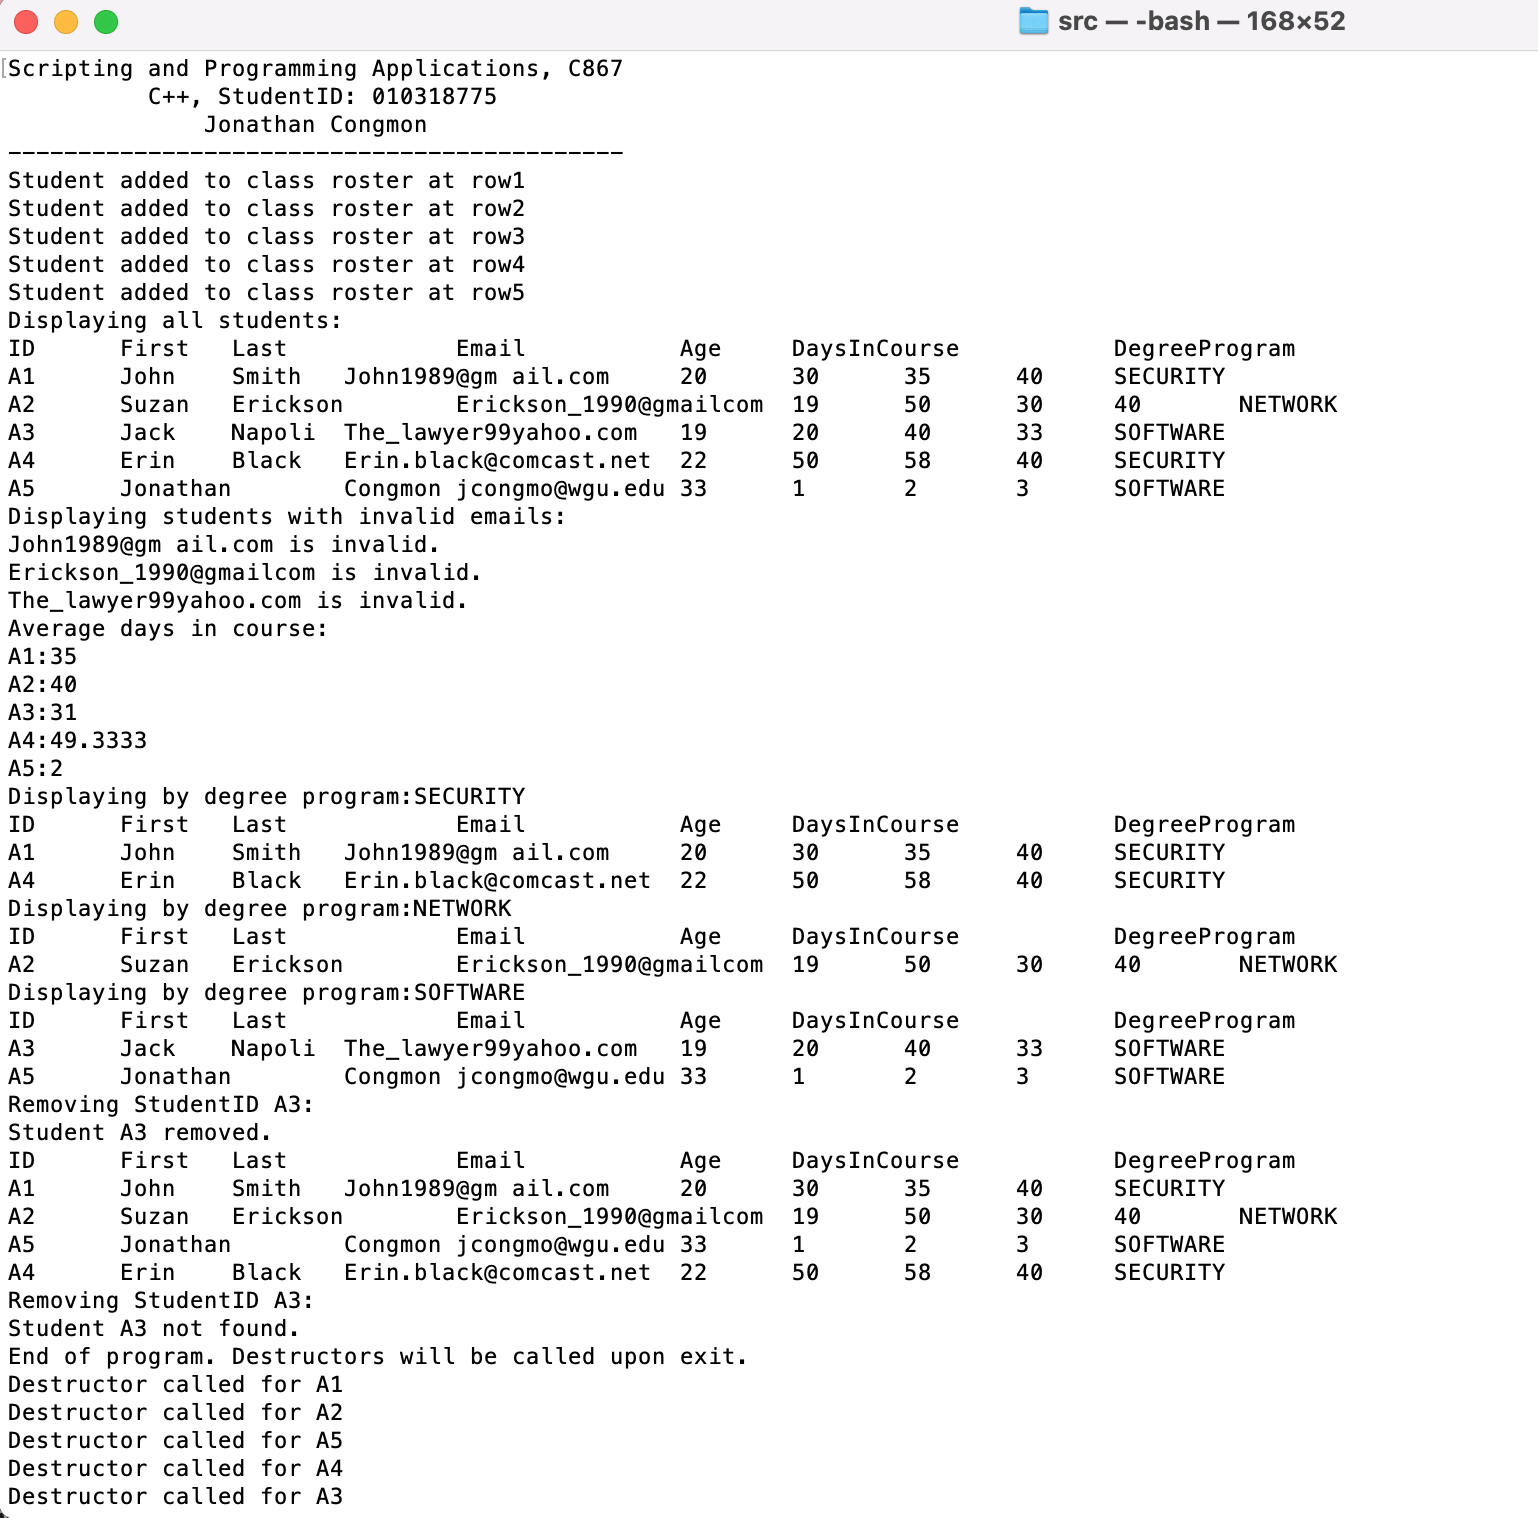 src — -bash — 168×52
Scripting and Programming Applications, C867
C++, StudentID: 010318775
Jonathan Congmon
--------------------------------------------
Student added to class roster at row1
Student added to class roster at row2
Student added to class roster at row3
Student added to class roster at row4
Student added to class roster at row5
Displaying all students:
ID First Last Email Age DaysInCourse DegreeProgram
A1 John Smith John1989@gm ail.com 20 30 35 40 SECURITY
A2 Suzan Erickson Erickson_1990@gmailcom 19 50 30 40 NETWORK
A3 Jack Napoli The_lawyer99yahoo.com 19 20 40 33 SOFTWARE
A4 Erin Black Erin.black@comcast.net 22 50 58 40 SECURITY
A5 Jonathan Congmon jcongmo@wgu.edu 33 1 2 3 SOFTWARE
Displaying students with invalid emails:
John1989@gm ail.com is invalid.
Erickson_1990@gmailcom is invalid.
The_lawyer99yahoo.com is invalid.
Average days in course:
A1:35
A2:40
A3:31
A4:49.3333
A5:2
Displaying by degree program:SECURITY
ID First Last Email Age DaysInCourse DegreeProgram
A1 John Smith John1989@gm ail.com 20 30 35 40 SECURITY
A4 Erin Black Erin.black@comcast.net 22 50 58 40 SECURITY
Displaying by degree program:NETWORK
ID First Last Email Age DaysInCourse DegreeProgram
A2 Suzan Erickson Erickson_1990@gmailcom 19 50 30 40 NETWORK
Displaying by degree program:SOFTWARE
ID First Last Email Age DaysInCourse DegreeProgram
A3 Jack Napoli The_lawyer99yahoo.com 19 20 40 33 SOFTWARE
A5 Jonathan Congmon jcongmo@wgu.edu 33 1 2 3 SOFTWARE
Removing StudentID A3:
Student A3 removed.
ID First Last Email Age DaysInCourse DegreeProgram
A1 John Smith John1989@gm ail.com 20 30 35 40 SECURITY
A2 Suzan Erickson Erickson_1990@gmailcom 19 50 30 40 NETWORK
A5 Jonathan Congmon jcongmo@wgu.edu 33 1 2 3 SOFTWARE
A4 Erin Black Erin.black@comcast.net 22 50 58 40 SECURITY
Removing StudentID A3:
Student A3 not found.
End of program. Destructors will be called upon exit.
Destructor called for A1
Destructor called for A2
Destructor called for A5
Destructor called for A4
Destructor called for A3